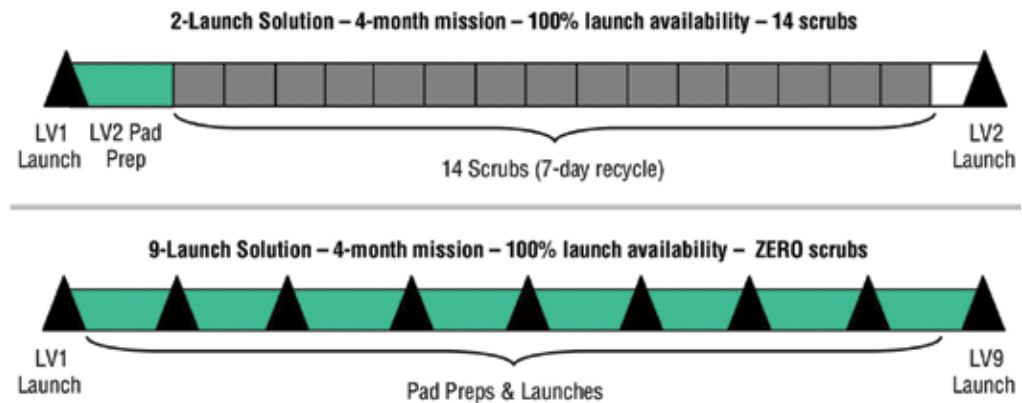 2-Launch Solution – 4-month mission – 100% launch availability – 14 scrubs
LV1
Launch
LV2 Pad
Prep
14 Scrubs (7-day recycle)
LV2
Launch
9-Launch Solution – 4-month mission – 100% launch availability – ZERO scrubs
LV1
Launch
Pad Preps & Launches
LV9
Launch